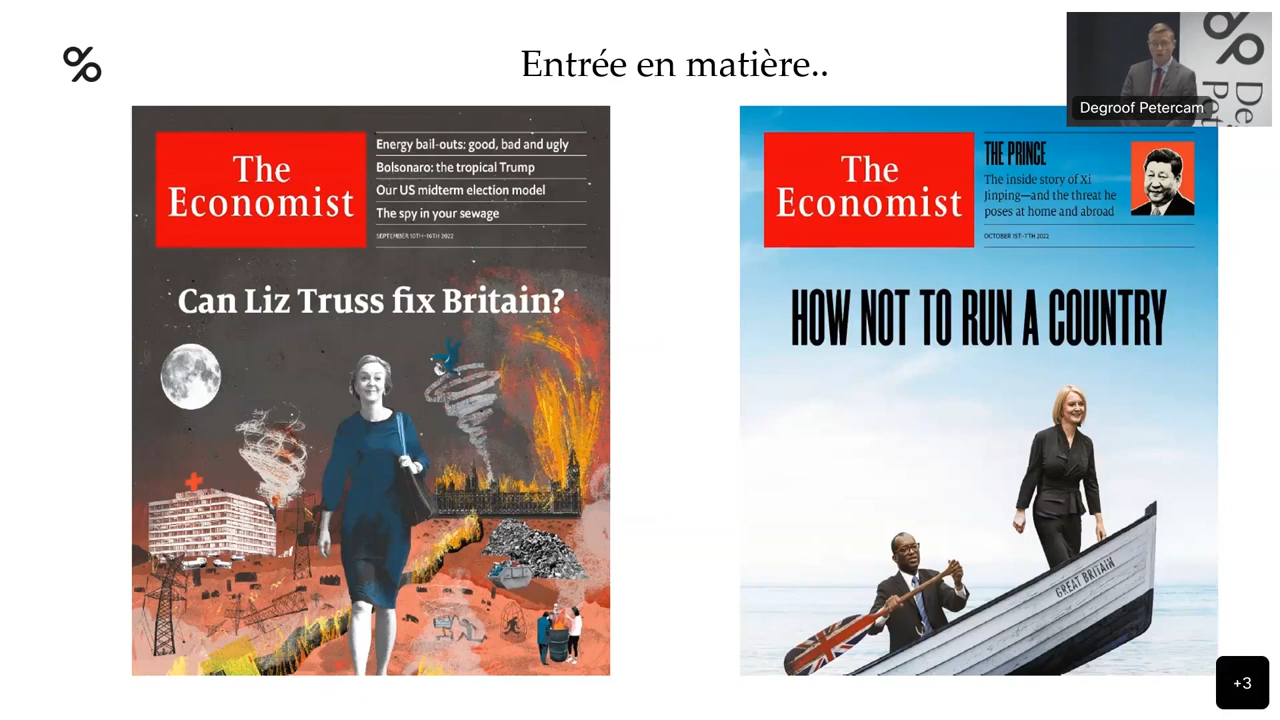 Entrée en matière..
Degroof Petercam
De
Pet
The
Economist
Energy bail-outs: good, bad and ugly
Bolsonaro: the tropical Trump
Our US midterm election model
The spy in your sewage
SEPTEMBER 10TH–16TH 2022
Can Liz Truss fix Britain?
The
Economist
THE PRINCE
The inside story of Xi
Jinping—and the threat he
poses at home and abroad
OCTOBER 1ST–7TH 2022
HOW NOT TO RUN A COUNTRY
GREAT BRITAIN
+3